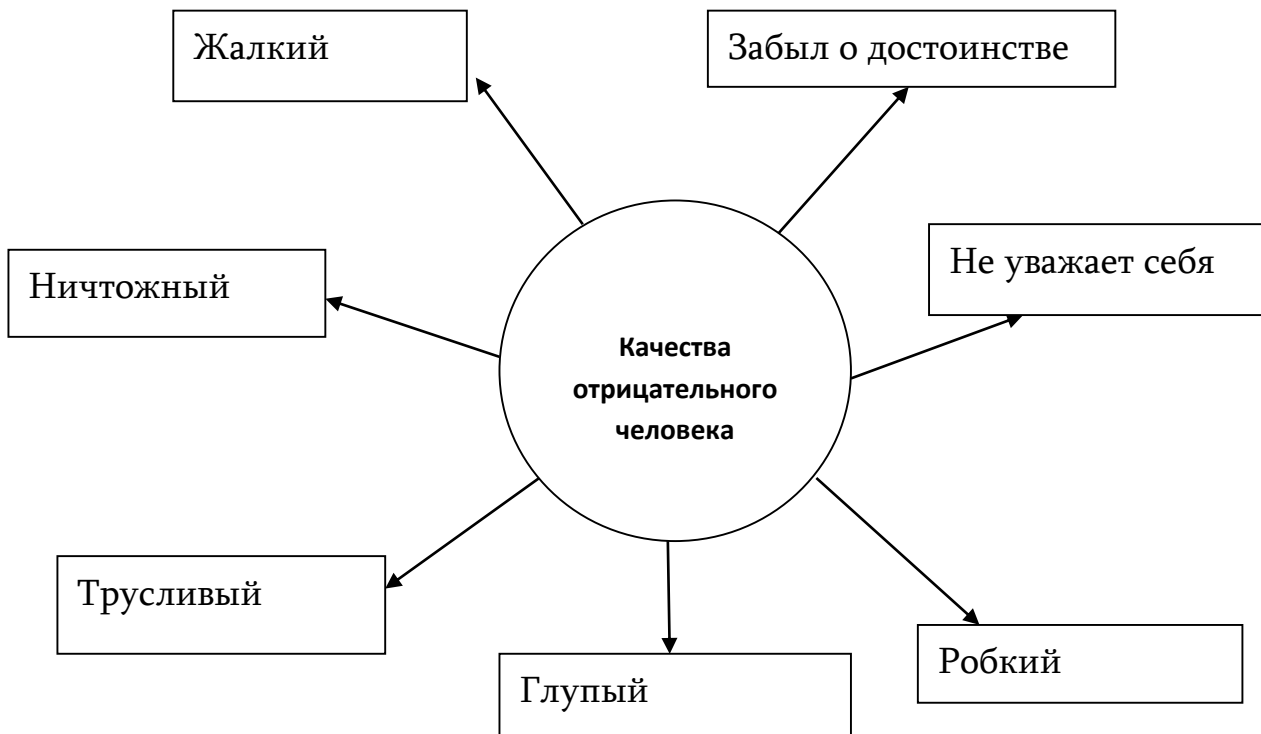 Жалкий
Забыл о достоинстве
Не уважает себя
Ничтожный
Качества
отрицательного
человека
Трусливый
Робкий
Глупый